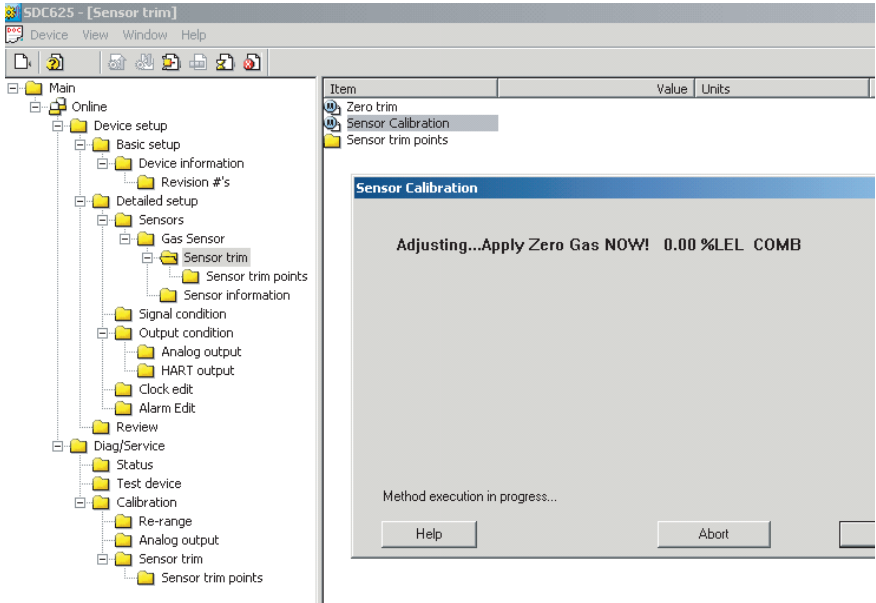 SDC625 - [Sensor trim]
Device View Window Help
Main
Online
Device setup
Basic setup
Device information
Revision #'s
Detailed setup
Sensors
Gas Sensor
Sensor trim
Sensor trim points
Sensor information
Signal condition
Output condition
Analog output
HART output
Clock edit
Alarm Edit
Review
Diag/Service
Status
Test device
Calibration
Re-range
Analog output
Sensor trim
Sensor trim points
Item Value Units
Zero trim
Sensor Calibration
Sensor trim points
Sensor Calibration
Adjusting...Apply Zero Gas NOW! 0.00 %LEL COMB
Method execution in progress...
Help Abort